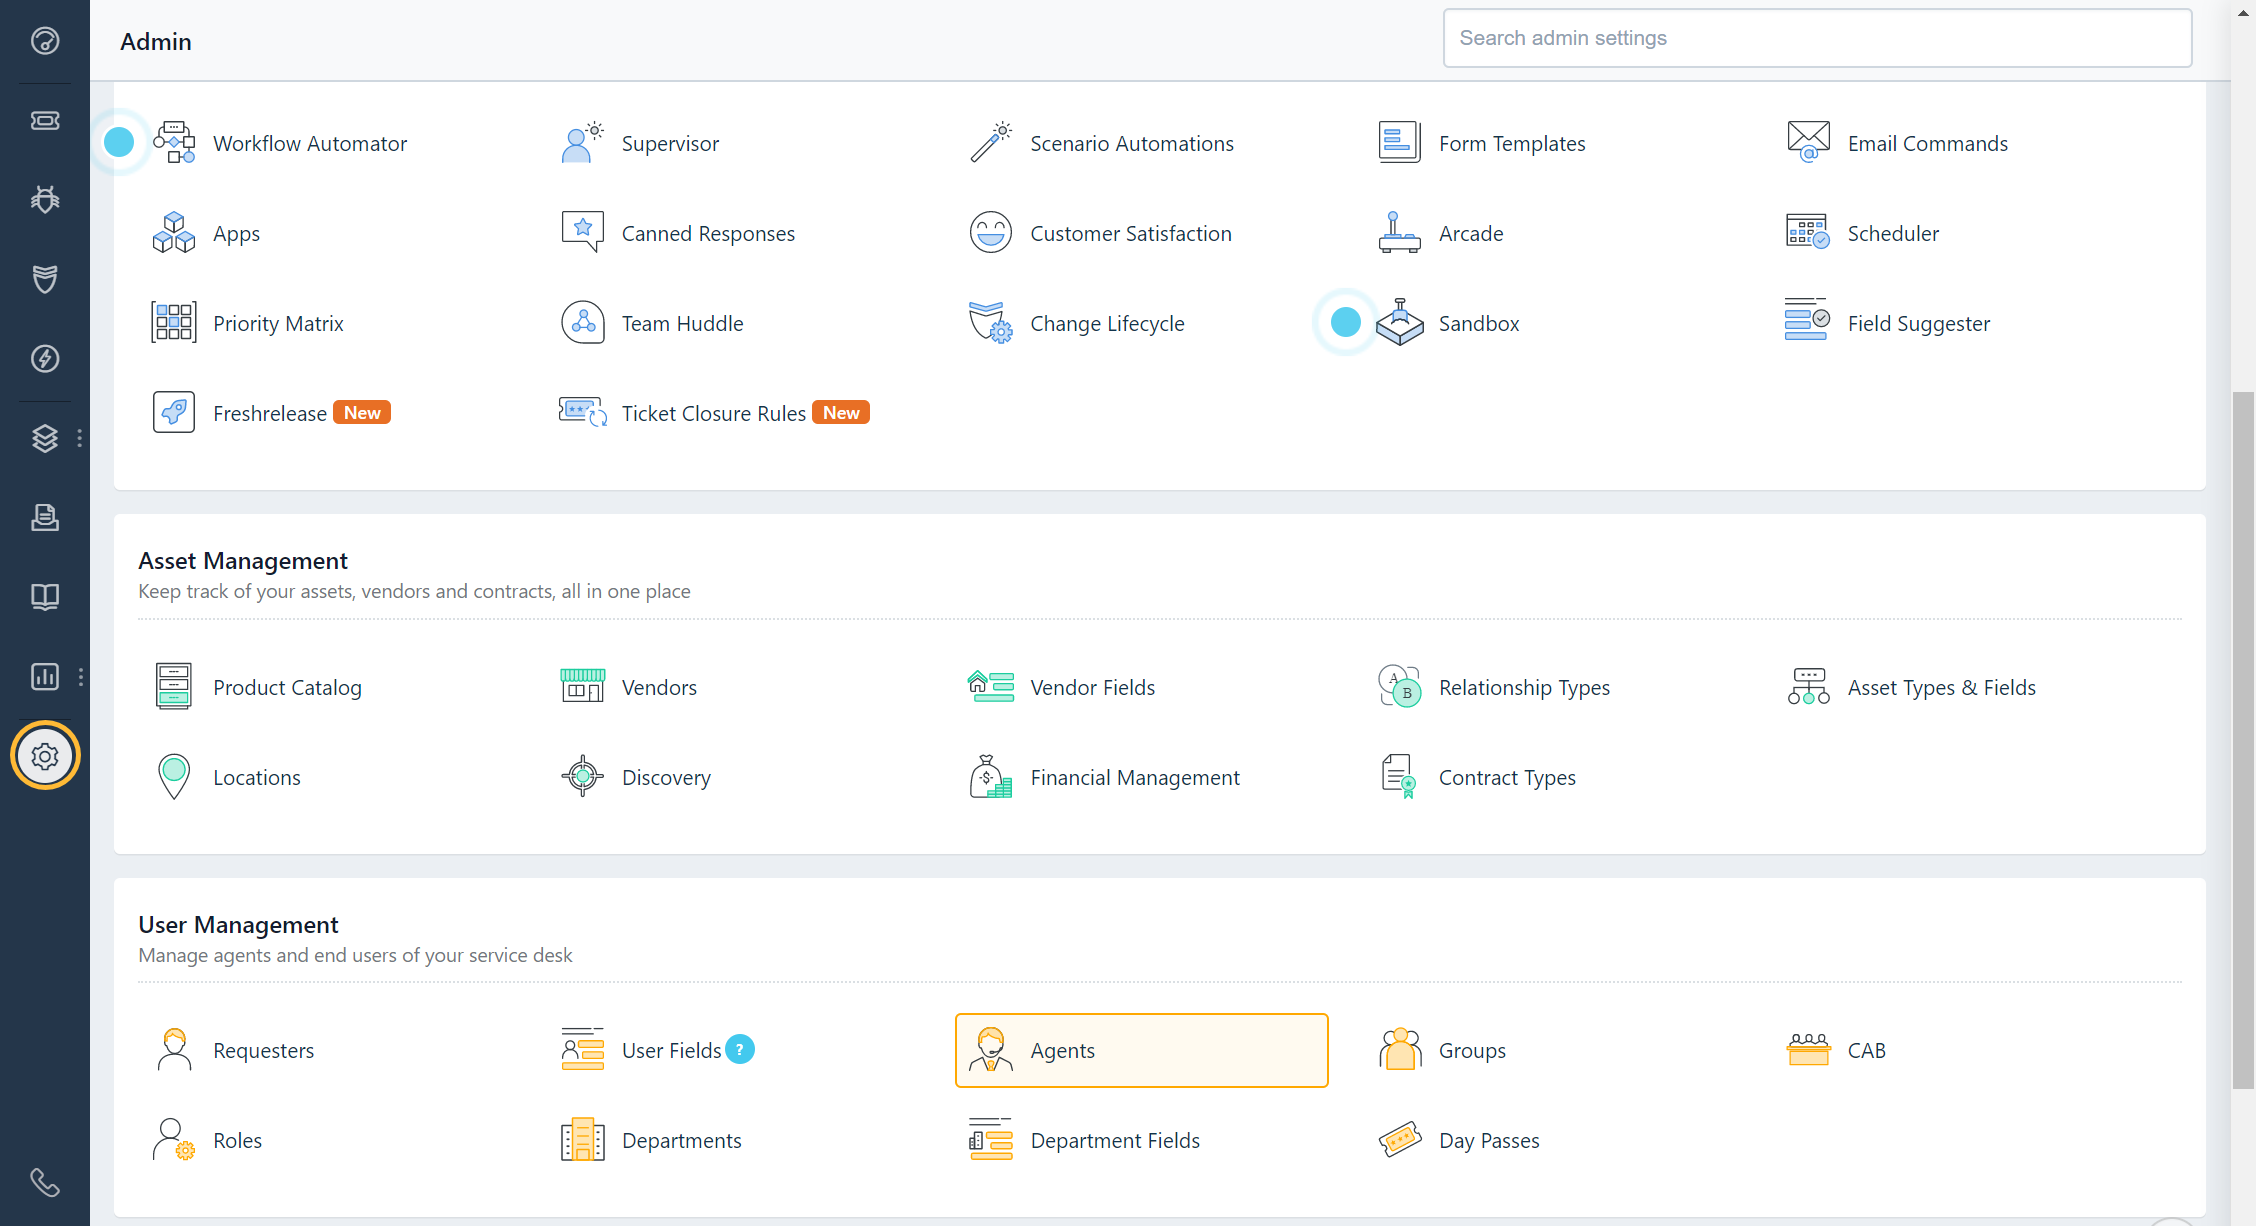 Admin
Search admin settings
Workflow Automator
Supervisor
Scenario Automations
Form Templates
Email Commands
Apps
Canned Responses
Customer Satisfaction
Arcade
Scheduler
Priority Matrix
Team Huddle
Change Lifecycle
Sandbox
Field Suggester
Freshrelease New
Ticket Closure Rules New
Asset Management
Keep track of your assets, vendors and contracts, all in one place
Product Catalog
Vendors
Vendor Fields
A
B
Relationship Types
Asset Types & Fields
Locations
Discovery
$
Financial Management
Contract Types
User Management
Manage agents and end users of your service desk
Requesters
User Fields ?
Agents
Groups
CAB
Roles
Departments
Department Fields
Day Passes